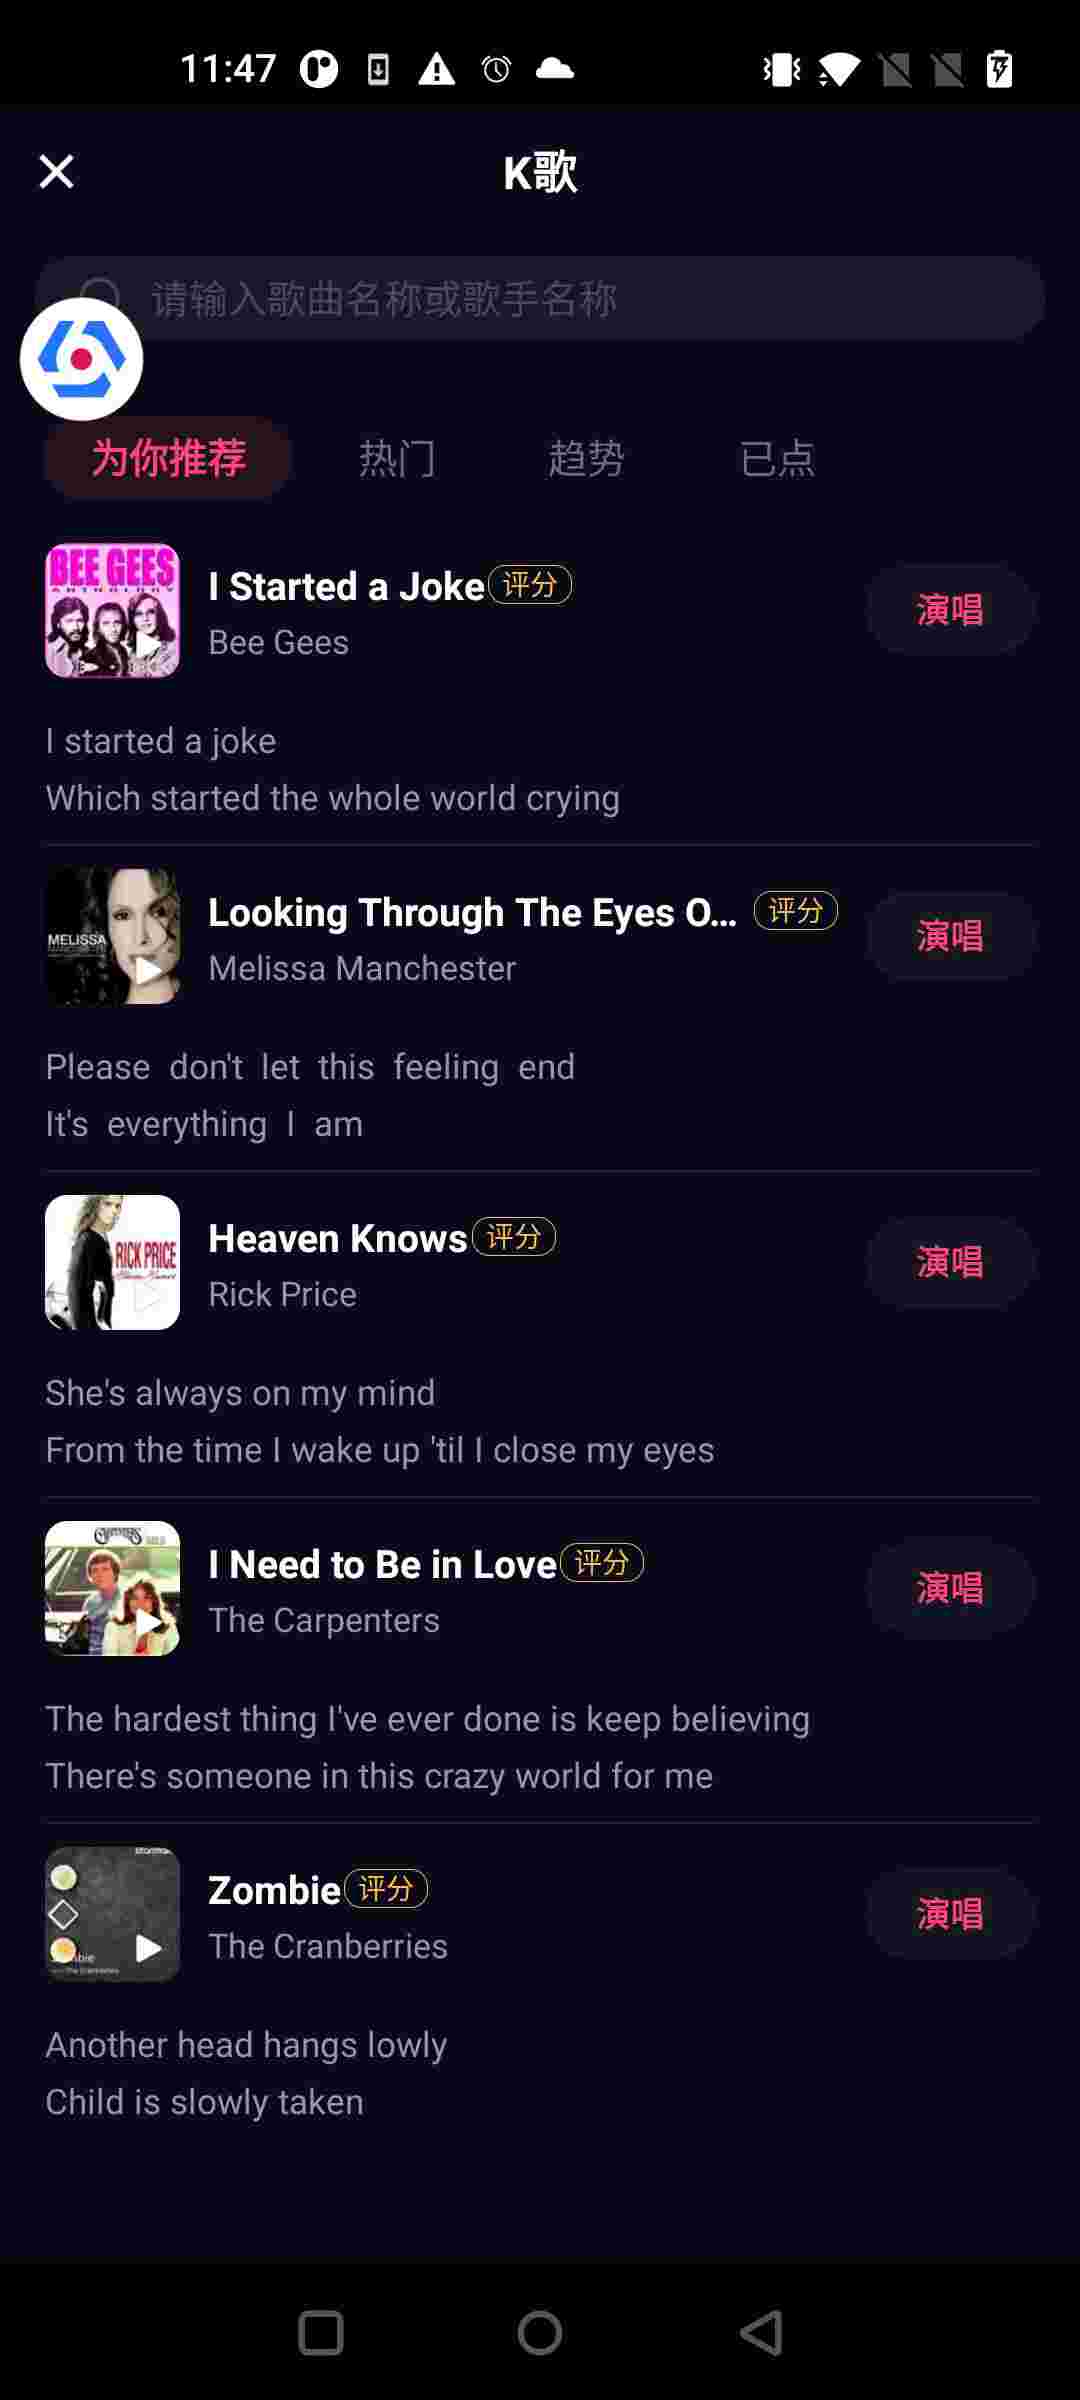 11:47
K歌
请输入歌曲名称或歌手名称
为你推荐 热门 趋势 已点
BEE GEES
I Started a Joke 评分
Bee Gees
演唱
I started a joke
Which started the whole world crying
MELISSA
Looking Through The Eyes O... 评分
Melissa Manchester
演唱
Please don't let this feeling end
It's everything I am
RICK PRICE
Heaven Knows 评分
Rick Price
演唱
She's always on my mind
From the time I wake up 'til I close my eyes
CARPENTERS
I Need to Be in Love 评分
The Carpenters
演唱
The hardest thing I've ever done is keep believing
There's someone in this crazy world for me
Zombie 评分
The Cranberries
演唱
Another head hangs lowly
Child is slowly taken